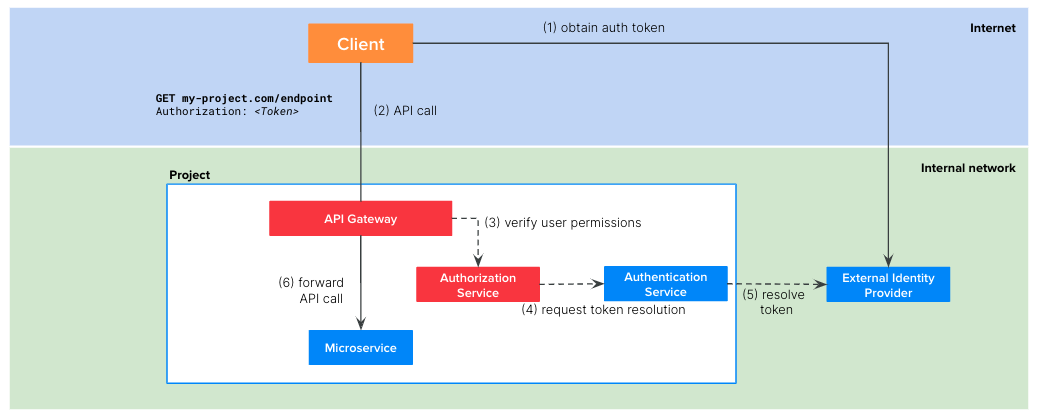 (1) obtain auth token
Internet
Client
GET my-project.com/endpoint
Authorization: <Token>
(2) API call
Internal network
Project
API Gateway
(3) verify user permissions
(6) forward
API call
Authorization
Service
Authentication
Service
External Identity
Provider
(4) request token resolution
(5) resolve
token
Microservice